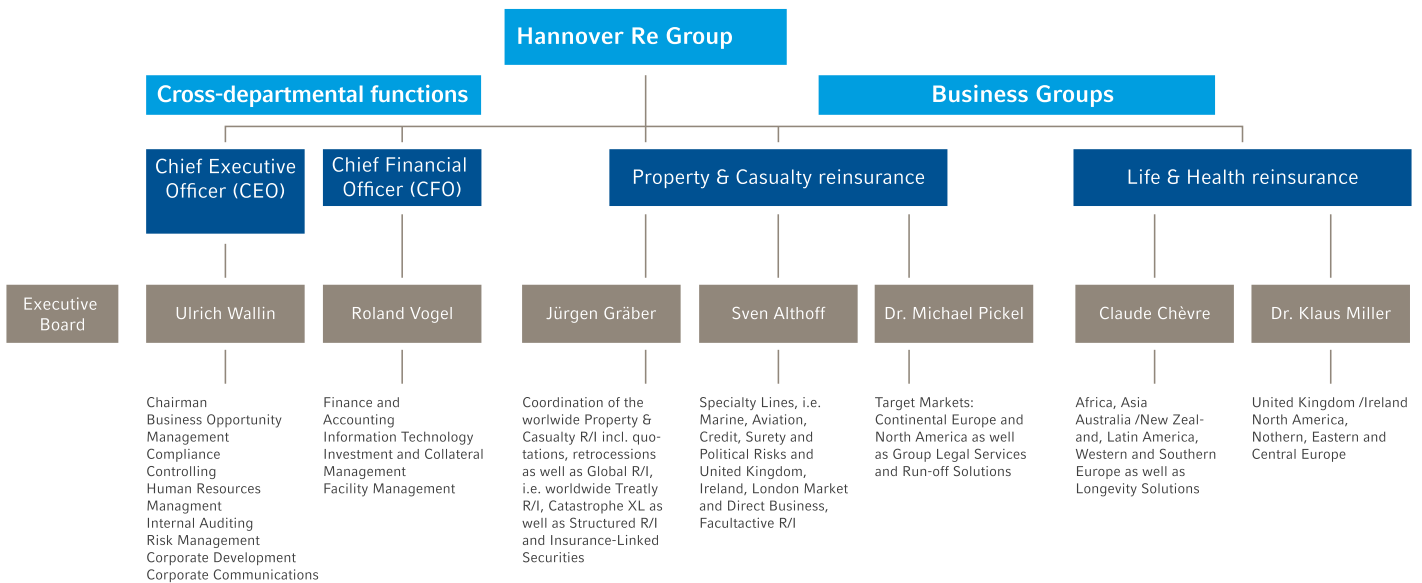 Hannover Re Group
Cross-departmental functions
Business Groups
Chief Executive
Officer (CEO)
Chief Financial
Officer (CFO)
Property & Casualty reinsurance
Life & Health reinsurance
Executive
Board
Ulrich Wallin
Roland Vogel
Jürgen Gräber
Sven Althoff
Dr. Michael Pickel
Claude Chèvre
Dr. Klaus Miller
Chairman
Business Opportunity
Management
Compliance
Controlling
Human Resources
Managment
Internal Auditing
Risk Management
Corporate Development
Corporate Communications
Finance and
Accounting
Information Technology
Investment and Collateral
Management
Facility Management
Coordination of the
worlwide Property &
Casualty R/I incl. quo-
tations, retrocessions
as well as Global R/I,
i.e. worldwide Treatly
R/I, Catastrophe XL as
well as Structured R/I
and Insurance-Linked
Securities
Specialty Lines, i.e.
Marine, Aviation,
Credit, Surety and
Political Risks and
United Kingdom,
Ireland, London Market
and Direct Business,
Facultactive R/I
Target Markets:
Continental Europe and
North America as well
as Group Legal Services
and Run-off Solutions
Africa, Asia
Australia /New Zeal-
and, Latin America,
Western and Southern
Europe as well as
Longevity Solutions
United Kingdom /Ireland
North America,
Nothern, Eastern and
Central Europe